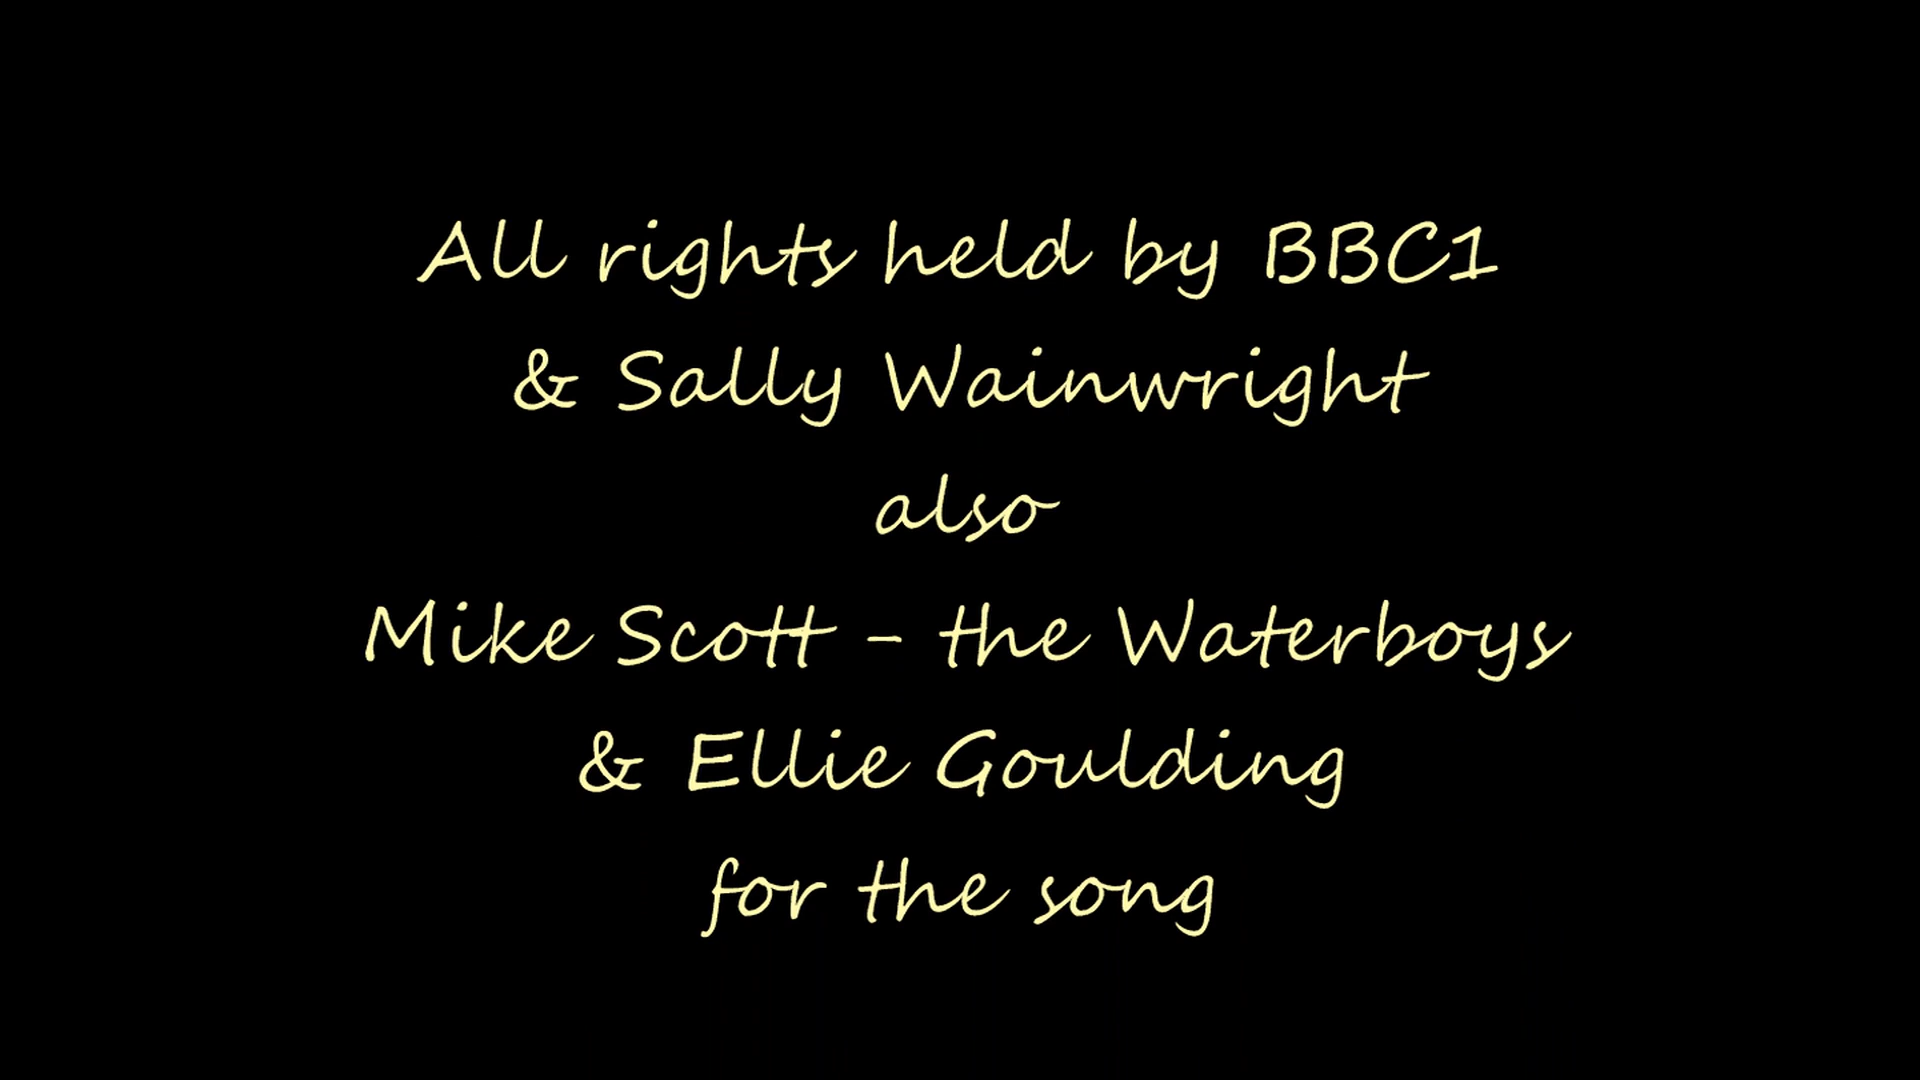 All rights held by BBC1
& Sally Wainwright
also
Mike Scott - the Waterboys
& Ellie Goulding
for the song